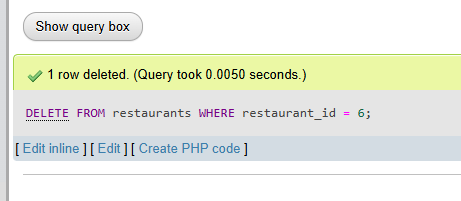 Show query box
1 row deleted. (Query took 0.0050 seconds.)
DELETE FROM restaurants WHERE restaurant_id = 6;
[ Edit inline ] [ Edit ] [ Create PHP code ]